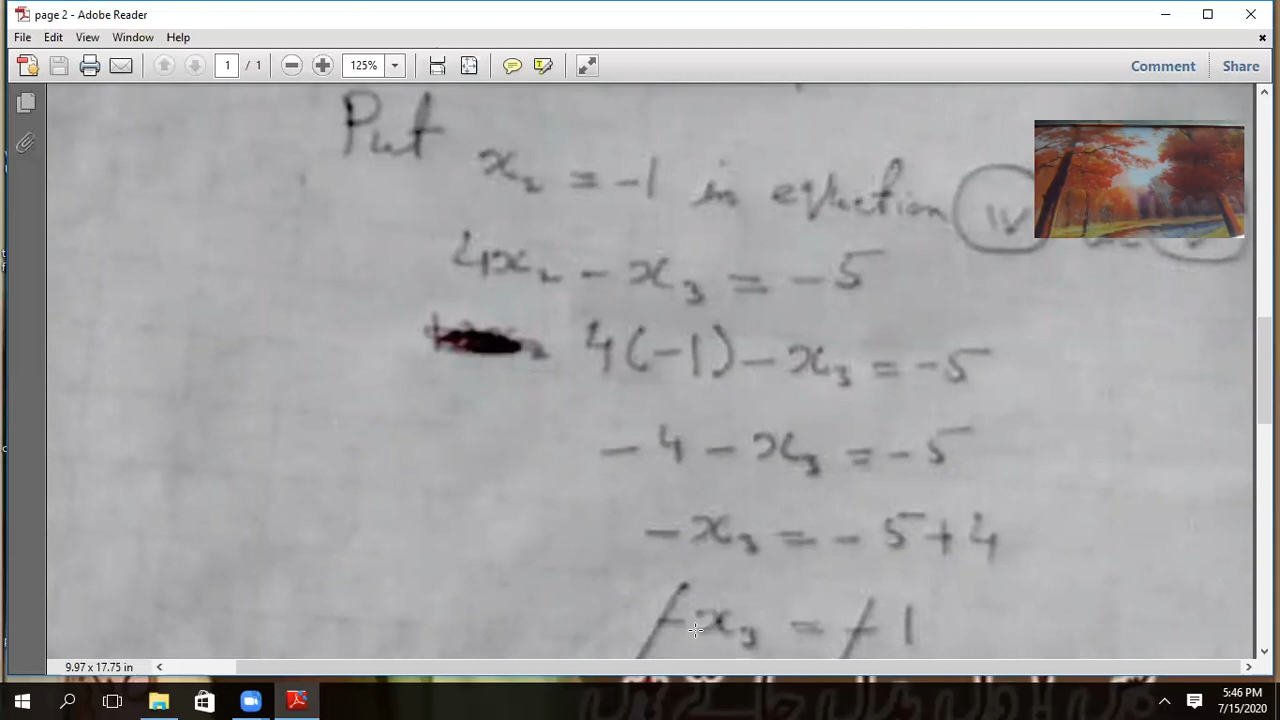 page 2 - Adobe Reader
File Edit View Window Help
1 / 1 125% Comment Share
Put x₂ = -1 in equation IV
4x₂ - x₃ = -5
4(-1) - x₃ = -5
-4 - x₃ = -5
-x₃ = -5+4
-x₃ = -1
9.97 x 17.75 in
5:46 PM
7/15/2020